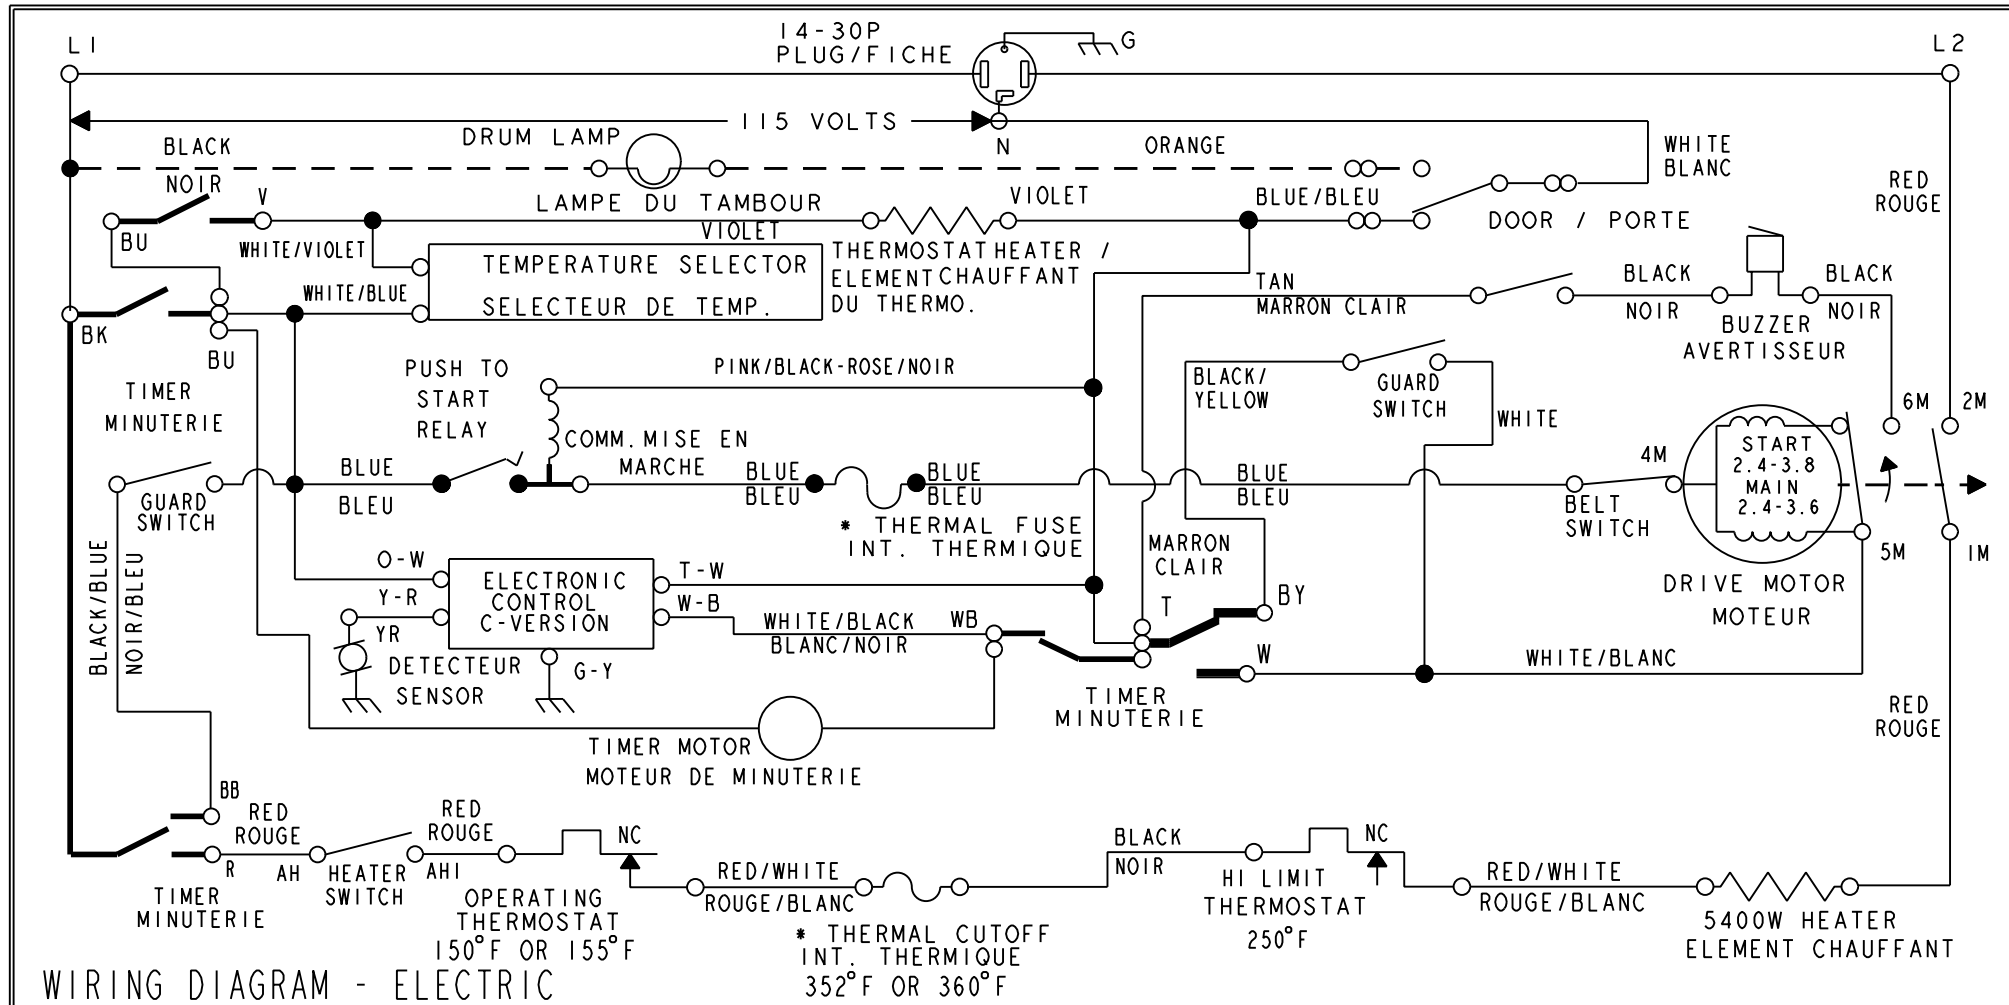 L1
14-30P
PLUG/FICHE
G
L2
115 VOLTS
N
BLACK
NOIR
DRUM LAMP
LAMPE DU TAMBOUR
ORANGE
WHITE
BLANC
RED
ROUGE
V
BU
VIOLET
VIOLET
BLUE/BLEU
DOOR / PORTE
WHITE/VIOLET
TEMPERATURE SELECTOR
SELECTEUR DE TEMP.
THERMOSTAT HEATER /
ELEMENT CHAUFFANT
DU THERMO.
WHITE/BLUE
TAN
MARRON CLAIR
BLACK
NOIR
BUZZER
AVERTISSEUR
BLACK
NOIR
BK
BU
TIMER
MINUTERIE
PUSH TO
START
RELAY
PINK/BLACK-ROSE/NOIR
COMM. MISE EN
MARCHE
BLACK/
YELLOW
GUARD
SWITCH
WHITE
6M
2M
4M
START
2.4-3.8
MAIN
2.4-3.6
5M
1M
DRIVE MOTOR
MOTEUR
GUARD
SWITCH
BLUE
BLEU
BLUE
BLEU
BLUE
BLEU
* THERMAL FUSE
INT. THERMIQUE
BLUE
BLEU
BELT
SWITCH
BLACK/BLUE
NOIR/BLEU
O-W
Y-R
YR
ELECTRONIC
CONTROL
C-VERSION
T-W
W-B
G-Y
DETECTEUR
SENSOR
WHITE/BLACK
BLANC/NOIR
WB
MARRON
CLAIR
T
BY
W
TIMER
MINUTERIE
WHITE/BLANC
RED
ROUGE
TIMER MOTOR
MOTEUR DE MINUTERIE
BB
R
TIMER
MINUTERIE
RED
ROUGE
AH
HEATER
SWITCH
AH1
RED
ROUGE
OPERATING
THERMOSTAT
150°F OR 155°F
NC
RED/WHITE
ROUGE/BLANC
* THERMAL CUTOFF
INT. THERMIQUE
352°F OR 360°F
BLACK
NOIR
HI LIMIT
THERMOSTAT
250°F
NC
RED/WHITE
ROUGE/BLANC
5400W HEATER
ELEMENT CHAUFFANT
WIRING DIAGRAM - ELECTRIC